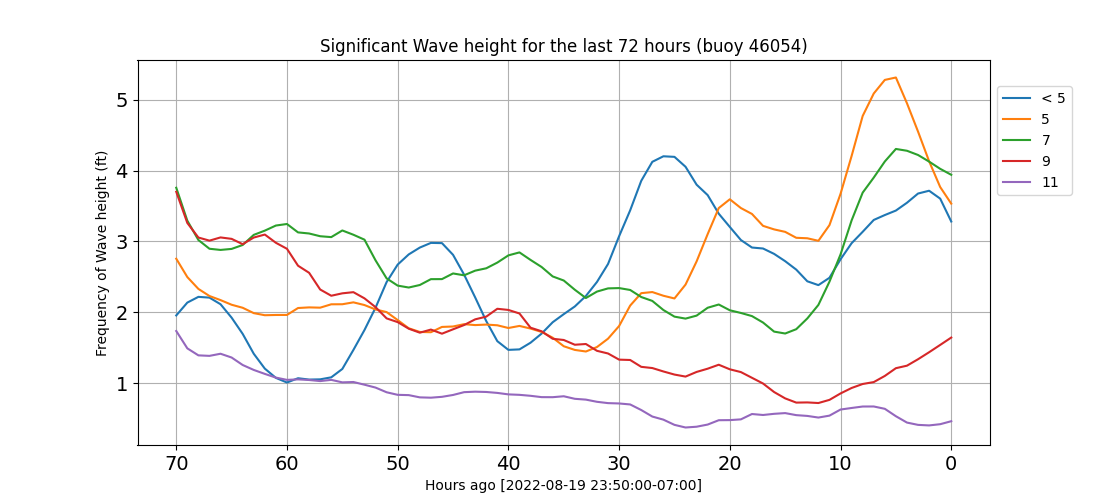 Significant Wave height for the last 72 hours (buoy 46054)
Frequency of Wave height (ft)
5
4
3
2
1
70 60 50 40 30 20 10 0
Hours ago [2022-08-19 23:50:00-07:00]
< 5
5
7
9
11